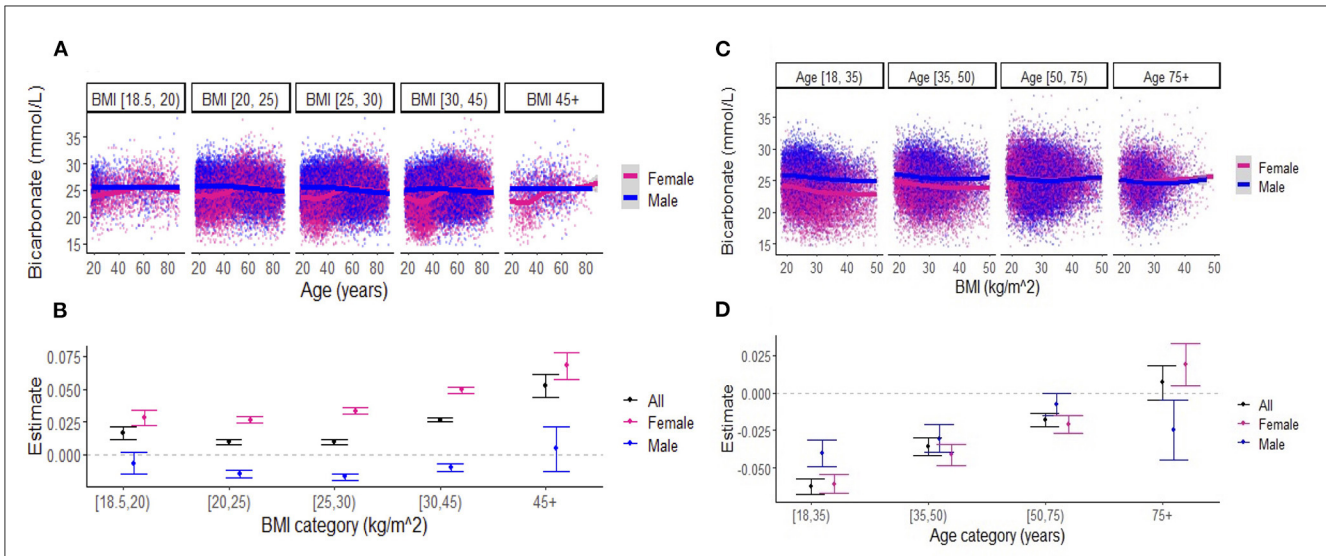 A
BMI [18.5, 20)
BMI [20, 25)
BMI [25, 30)
BMI [30, 45)
BMI 45+
Bicarbonate (mmol/L)
35
30
25
20
15
20 40 60 80
20 40 60 80
20 40 60 80
20 40 60 80
20 40 60 80
Age (years)
Female
Male
B
Estimate
0.075
0.050
0.025
0.000
[18.5,20)
[20,25)
[25,30)
[30,45)
45+
BMI category (kg/m^2)
All
Female
Male
C
Age [18, 35)
Age [35, 50)
Age [50, 75)
Age 75+
Bicarbonate (mmol/L)
40
35
30
25
20
15
20 30 40 50
20 30 40 50
20 30 40 50
20 30 40 50
BMI (kg/m^2)
Female
Male
D
Estimate
0.025
0.000
-0.025
-0.050
[18,35)
[35,50)
[50,75)
75+
Age category (years)
All
Female
Male